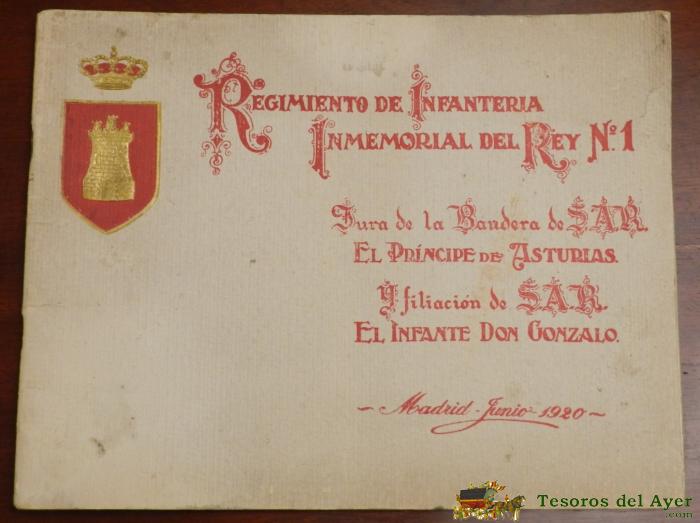 REGIMIENTO DE INFANTERIA
INMEMORIAL DEL REY Nº1
Jura de la Bandera de S.A.R.
EL PRÍNCIPE DE ASTURIAS.
Y filiación de S.A.R.
EL INFANTE DON GONZALO.
- Madrid - Junio - 1920 -
Tesoros del Ayer
.com